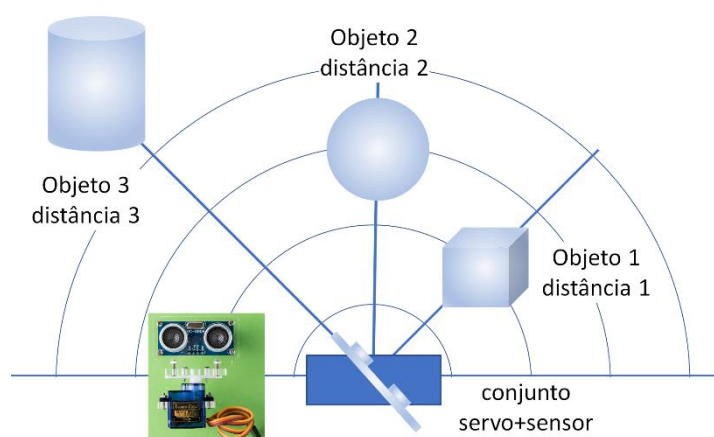 Objeto 2
distância 2
Objeto 3
distância 3
Objeto 1
distância 1
conjunto
servo+sensor